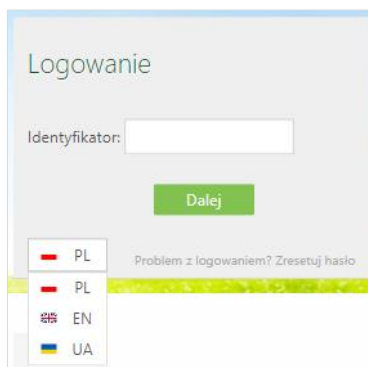 Logowanie
Identyfikator:
Dalej
PL
Problem z logowaniem? Zresetuj hasło
PL
EN
UA